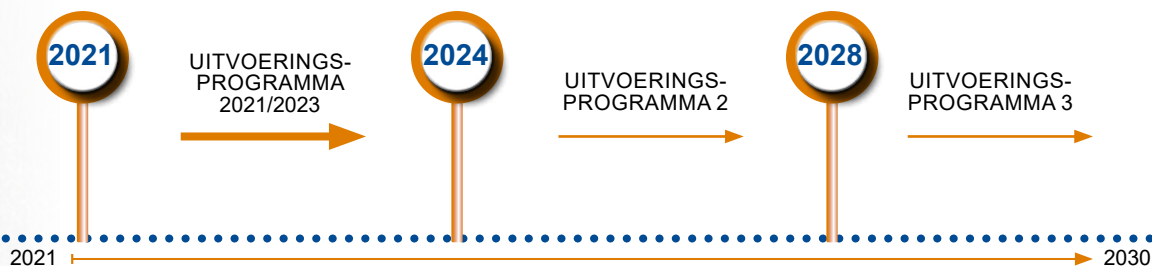 2021
UITVOERINGS-
PROGRAMMA
2021/2023
2024
UITVOERINGS-
PROGRAMMA 2
2028
UITVOERINGS-
PROGRAMMA 3
2021
2030